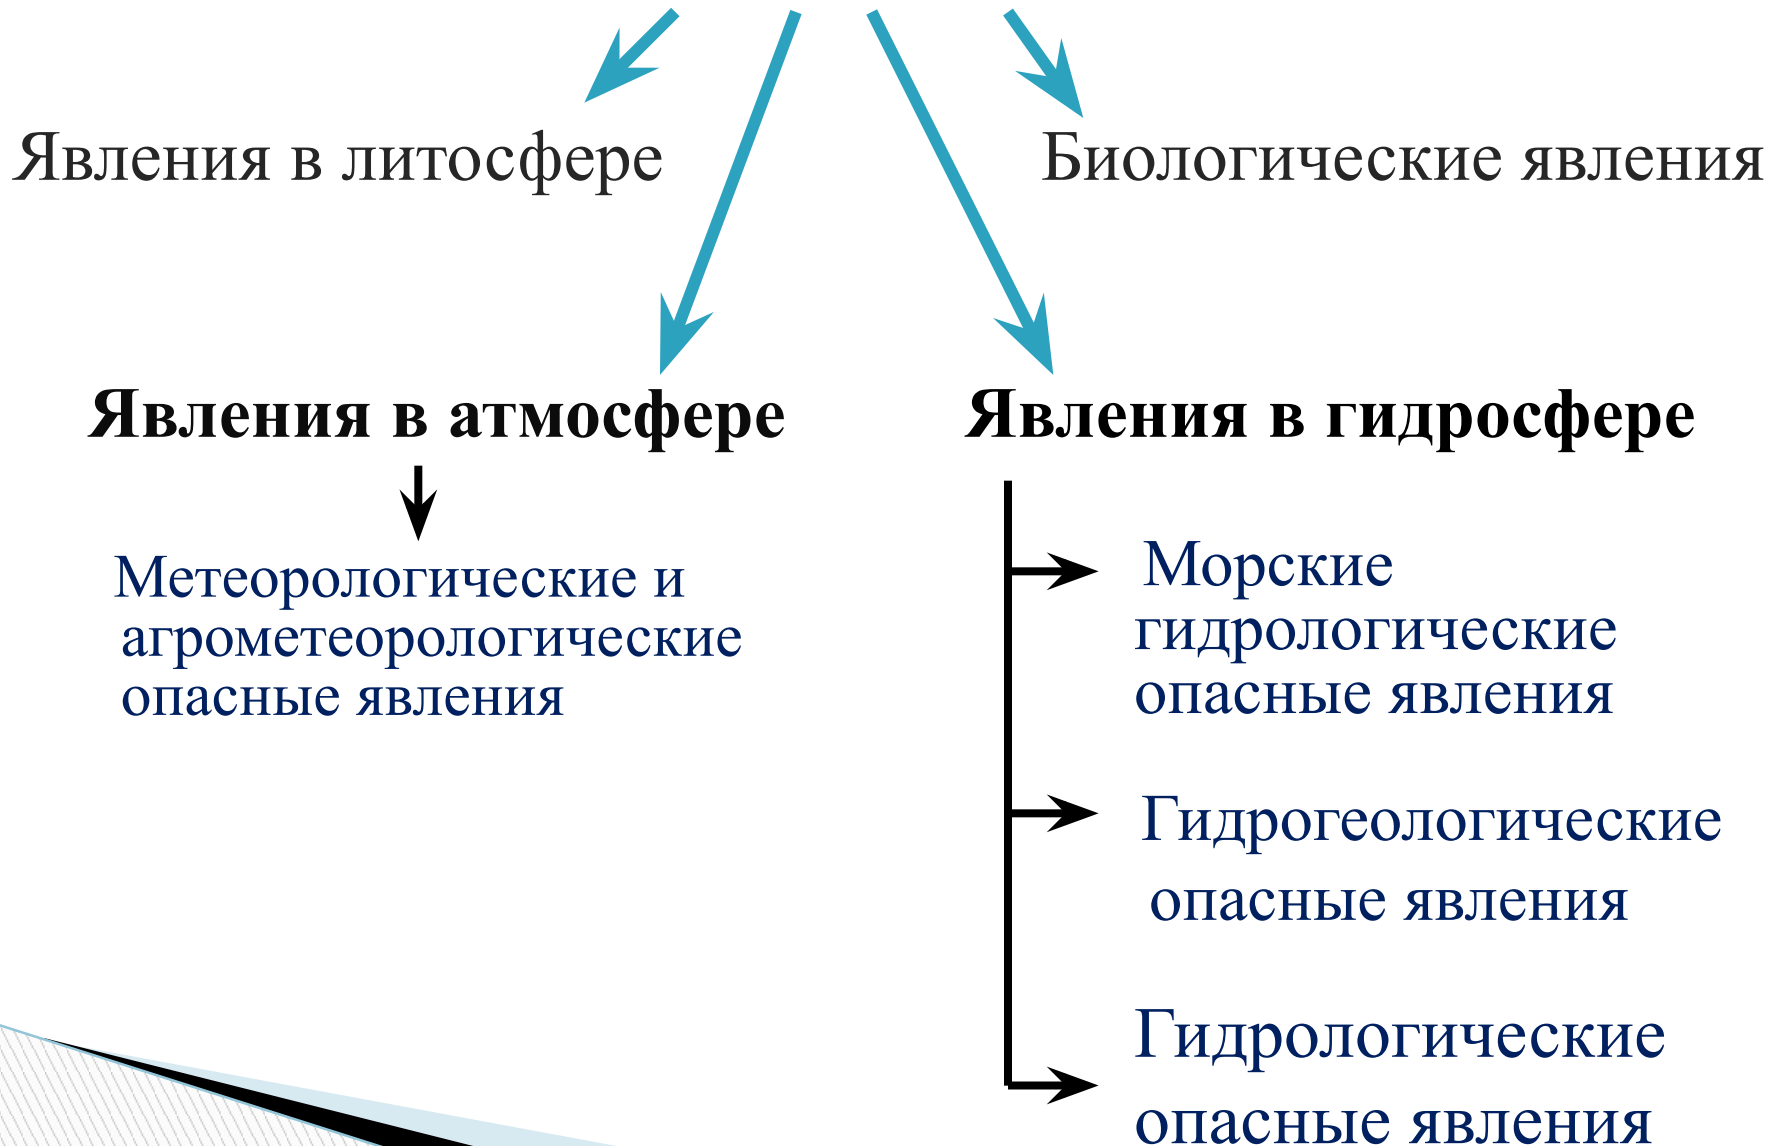 Явления в литосфере
Биологические явления
Явления в атмосфере
Явления в гидросфере
Метеорологические и
агрометеорологические
опасные явления
Морские
гидрологические
опасные явления
Гидрогеологические
опасные явления
Гидрологические
опасные явления